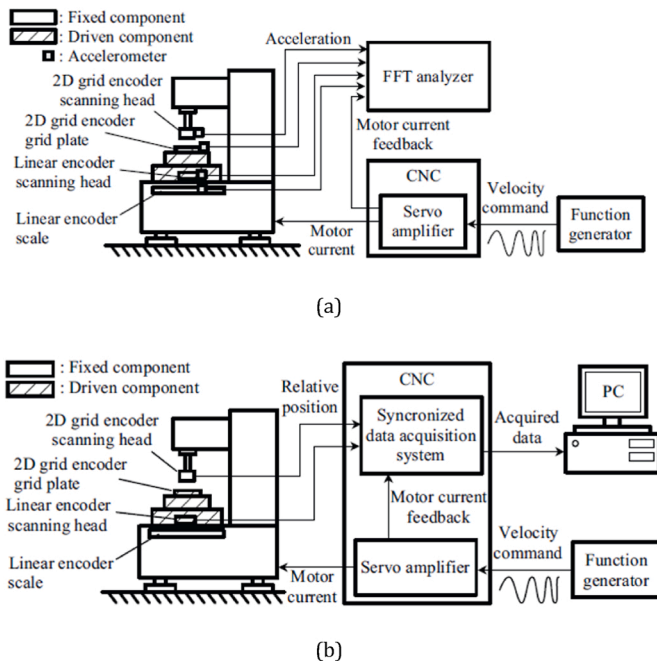 : Fixed component
: Driven component
: Accelerometer
2D grid encoder
scanning head
2D grid encoder
grid plate
Linear encoder
scanning head
Linear encoder
scale
Acceleration
FFT analyzer
Motor current
feedback
CNC
Servo
amplifier
Motor
current
Velocity
command
Function
generator
(a)
: Fixed component
: Driven component
2D grid encoder
scanning head
2D grid encoder
grid plate
Linear encoder
scanning head
Linear encoder
scale
Relative
position
CNC
Syncronized
data acquisition
system
Acquired
data
PC
Motor current
feedback
Servo amplifier
Motor
current
Velocity
command
Function
generator
(b)